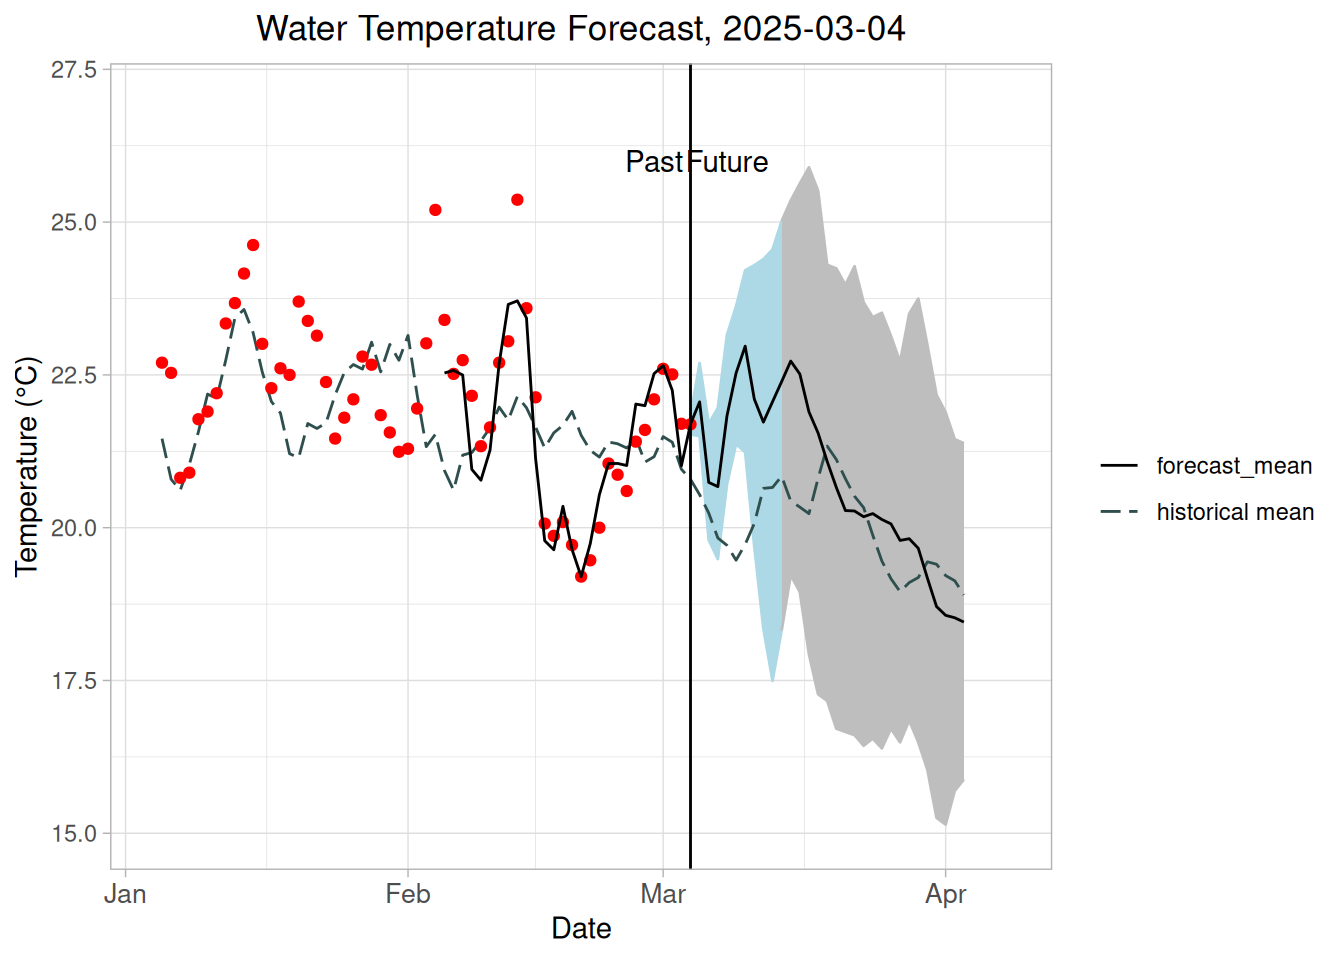 Water Temperature Forecast, 2025-03-04
27.5
25.0
22.5
20.0
17.5
15.0
Temperature (°C)
Past Future
Jan Feb Mar Apr
Date
forecast_mean
historical mean